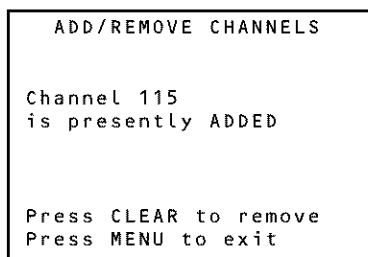 ADD/REMOVE CHANNELS
Channel 115
is presently ADDED
Press CLEAR to remove
Press MENU to exit